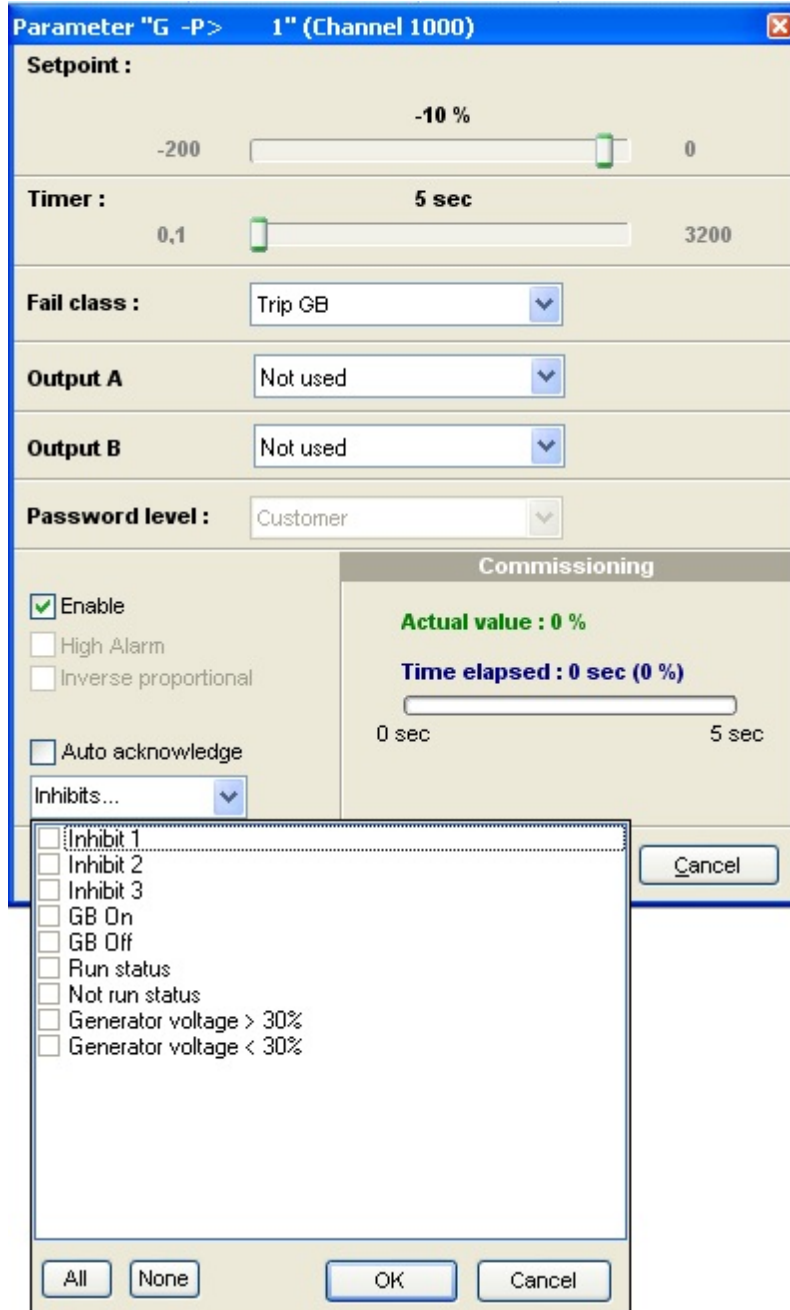 Parameter "G -P> 1" (Channel 1000)
Setpoint :
-10 %
-200 0
Timer :
5 sec
0,1 3200
Fail class : Trip GB
Output A Not used
Output B Not used
Password level : Customer
Commissioning
Enable
High Alarm
Inverse proportional
Actual value : 0 %
Time elapsed : 0 sec (0 %)
0 sec 5 sec
Auto acknowledge
Inhibits...
Inhibit 1
Inhibit 2
Inhibit 3
GB On
GB Off
Run status
Not run status
Generator voltage > 30%
Generator voltage < 30%
Cancel
All None OK Cancel